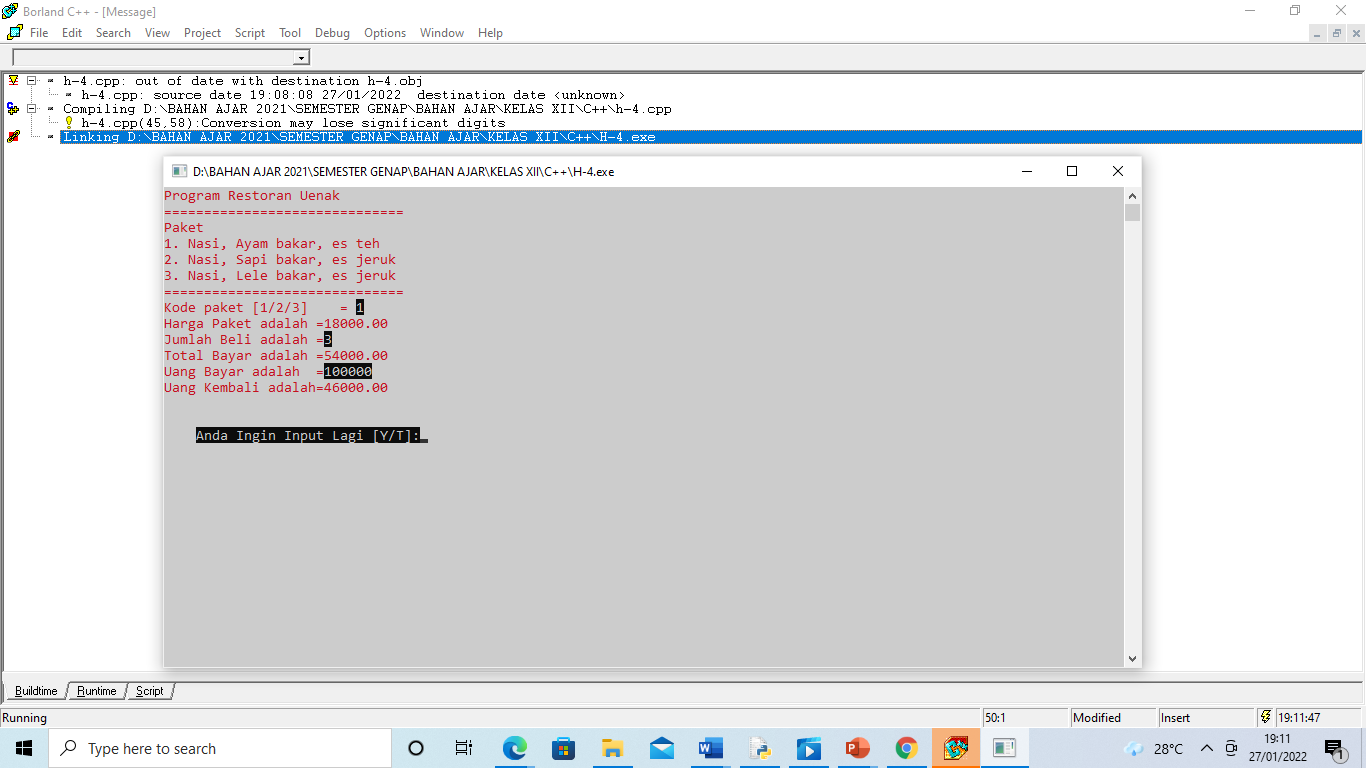 Borland C++ - [Message]
File Edit Search View Project Script Tool Debug Options Window Help
h-4.cpp: out of date with destination h-4.obj
h-4.cpp: source date 19:08:08 27/01/2022 destination date <unknown>
Compiling D:\BAHAN AJAR 2021\SEMESTER GENAP\BAHAN AJAR\KELAS XII\C++\h-4.cpp
h-4.cpp(45,58):Conversion may lose significant digits
Linking D:\BAHAN AJAR 2021\SEMESTER GENAP\BAHAN AJAR\KELAS XII\C++\H-4.exe
D:\BAHAN AJAR 2021\SEMESTER GENAP\BAHAN AJAR\KELAS XII\C++\H-4.exe
Program Restoran Uenak
==============================
Paket
1. Nasi, Ayam bakar, es teh
2. Nasi, Sapi bakar, es jeruk
3. Nasi, Lele bakar, es jeruk
==============================
Kode paket [1/2/3]    = 1
Harga Paket adalah =18000.00
Jumlah Beli adalah =3
Total Bayar adalah =54000.00
Uang Bayar adalah  =100000
Uang Kembali adalah=46000.00
Anda Ingin Input Lagi [Y/T]:_
Buildtime Runtime Script
Running 50:1 Modified Insert 19:11:47
Type here to search
28°C
19:11
27/01/2022
1